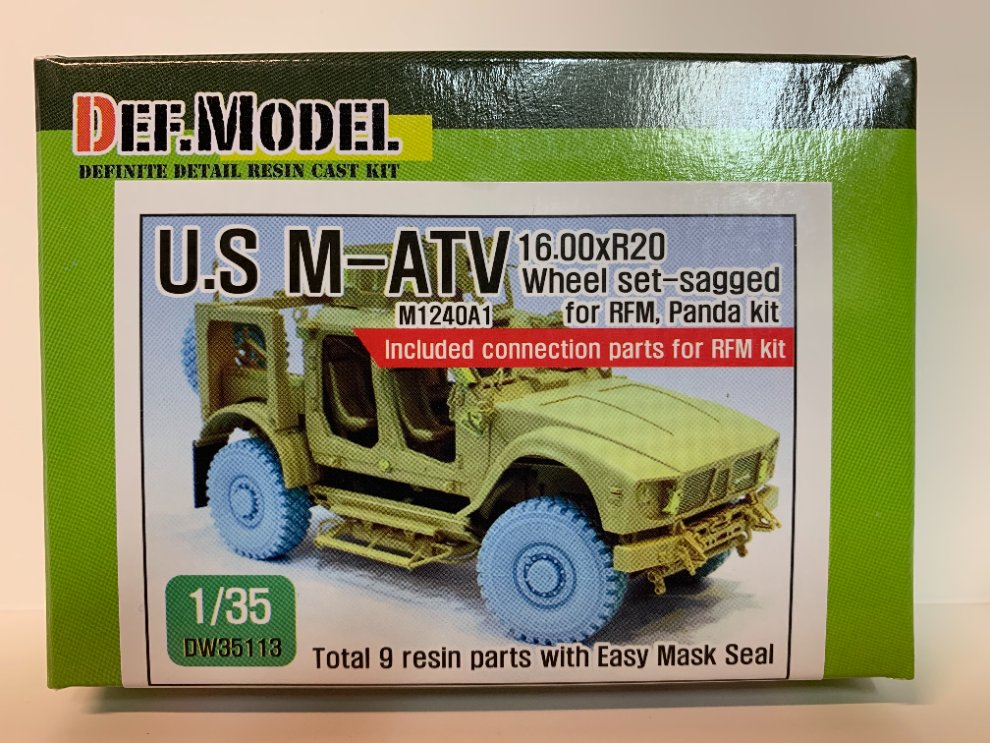 DEF.MODEL
DEFINITE DETAIL RESIN CAST KIT
U.S M-ATV
M1240A1
16.00xR20
Wheel set-sagged
for RFM, Panda kit
Included connection parts for RFM kit
1/35
DW35113
Total 9 resin parts with Easy Mask Seal